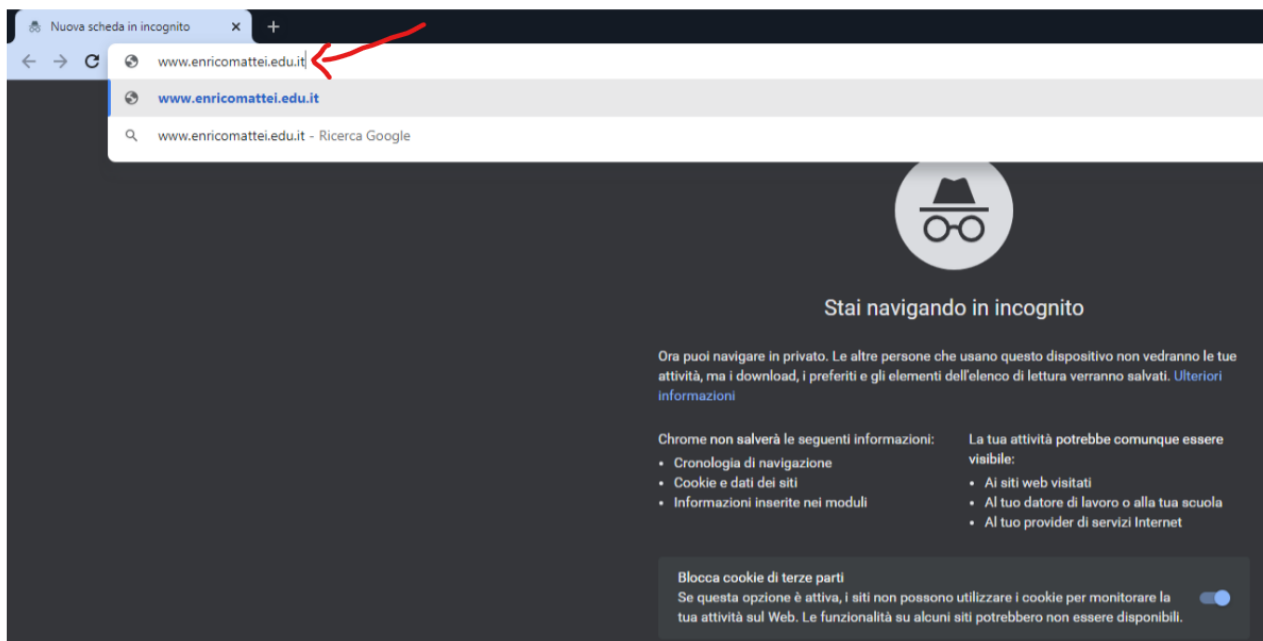 Nuova scheda in incognito
www.enricomattei.edu.it
www.enricomattei.edu.it
www.enricomattei.edu.it - Ricerca Google
Stai navigando in incognito
Ora puoi navigare in privato. Le altre persone che usano questo dispositivo non vedranno le tue
attività, ma i download, i preferiti e gli elementi dell'elenco di lettura verranno salvati. Ulteriori
informazioni
Chrome non salverà le seguenti informazioni:
• Cronologia di navigazione
• Cookie e dati dei siti
• Informazioni inserite nei moduli
La tua attività potrebbe comunque essere
visibile:
• Ai siti web visitati
• Al tuo datore di lavoro o alla tua scuola
• Al tuo provider di servizi Internet
Blocca cookie di terze parti
Se questa opzione è attiva, i siti non possono utilizzare i cookie per monitorare la
tua attività sul Web. Le funzionalità su alcuni siti potrebbero non essere disponibili.